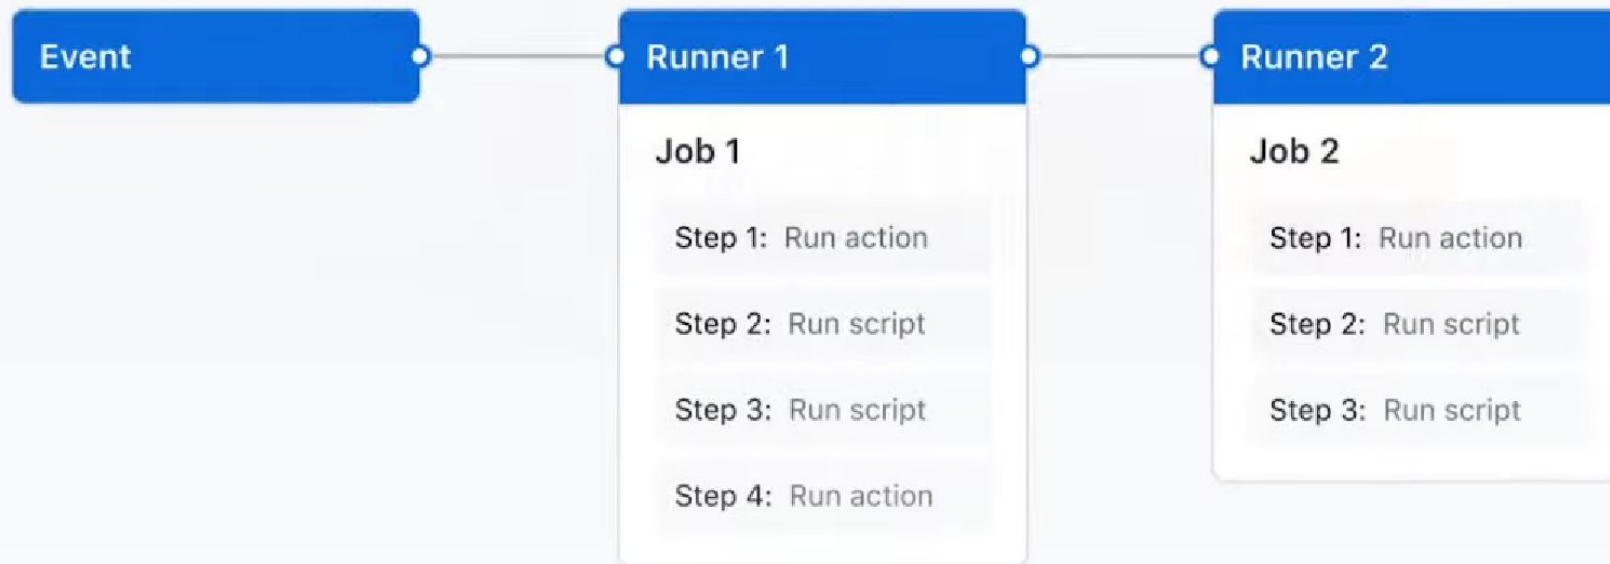 Event
Runner 1
Job 1
Step 1: Run action
Step 2: Run script
Step 3: Run script
Step 4: Run action
Runner 2
Job 2
Step 1: Run action
Step 2: Run script
Step 3: Run script